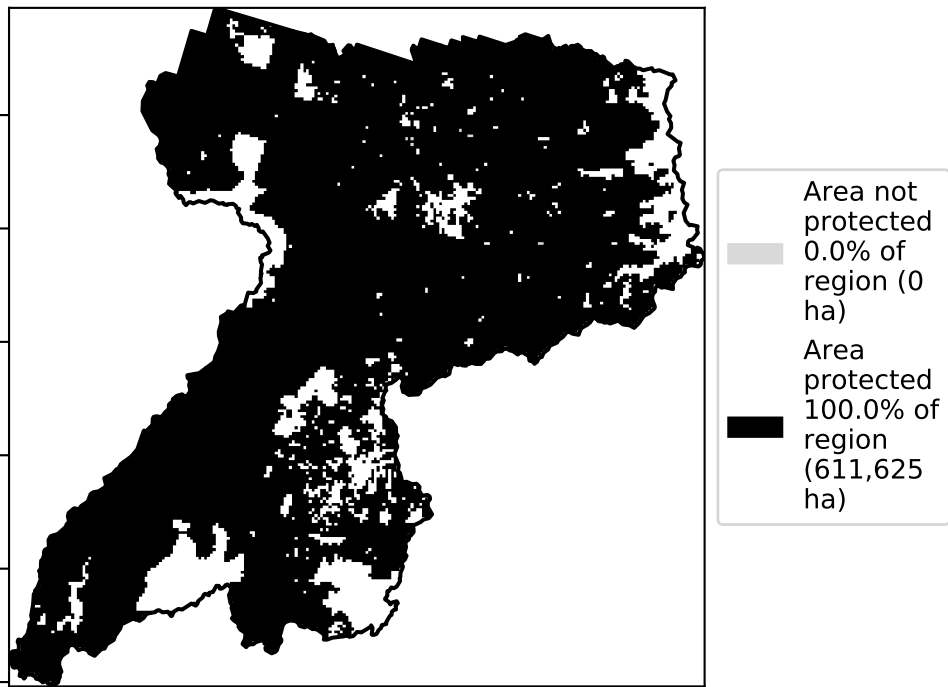 Area not
protected
0.0% of
region (0
ha)
Area
protected
100.0% of
region
(611,625
ha)